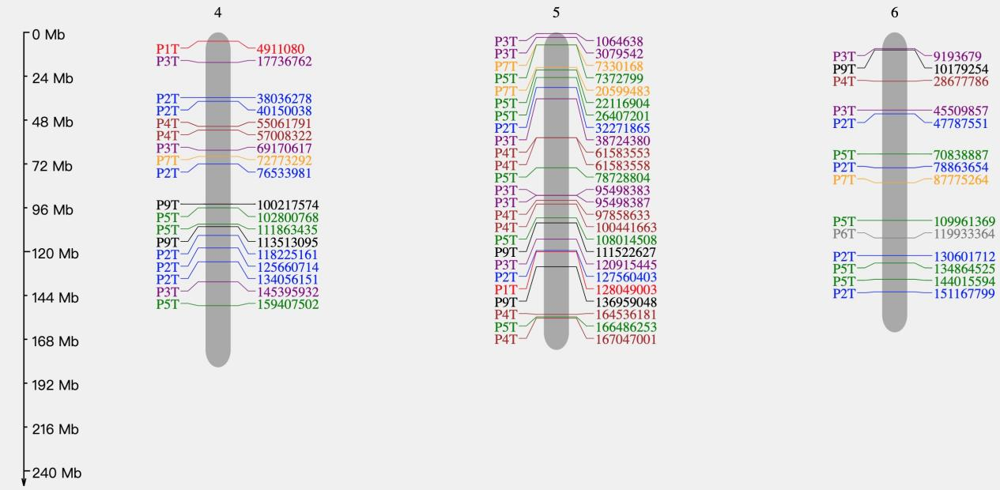 4
5
6
0 Mb
24 Mb
48 Mb
72 Mb
96 Mb
120 Mb
144 Mb
168 Mb
192 Mb
216 Mb
240 Mb
P1T 4911080
P3T 17736762
P2T 38036278
P2T 40150038
P4T 55061791
P4T 57008322
P3T 69170617
P7T 72773292
P2T 76533981
P9T 100217574
P5T 102800768
P5T 111863435
P9T 113513095
P2T 118225161
P2T 125660714
P2T 134056151
P3T 145395932
P5T 159407502
P3T 1064638
P3T 3079542
P7T 7330168
P5T 7372799
P7T 20599483
P5T 22116904
P5T 26407201
P2T 32271865
P3T 38724380
P4T 61583553
P4T 61583558
P5T 78728804
P3T 95498383
P3T 95498387
P4T 97858633
P4T 100441663
P5T 108014508
P9T 111522627
P3T 120915445
P2T 127560403
P1T 128049003
P9T 136959048
P4T 164536181
P5T 166486253
P4T 167047001
P3T 9193679
P9T 10179254
P4T 28677786
P3T 45509857
P2T 47787551
P5T 70838887
P2T 78863654
P7T 87775264
P5T 109961369
P6T 119933364
P2T 130601712
P5T 134864525
P5T 144015594
P2T 151167799